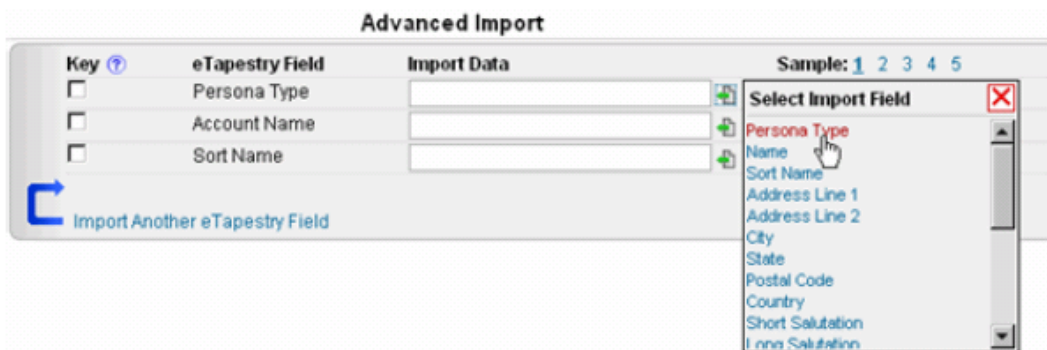 Advanced Import
Key ? eTapestry Field Import Data Sample: 1 2 3 4 5
Persona Type
Account Name
Sort Name
Import Another eTapestry Field
Select Import Field
Persona Type
Name
Sort Name
Address Line 1
Address Line 2
City
State
Postal Code
Country
Short Salutation
Long Salutation